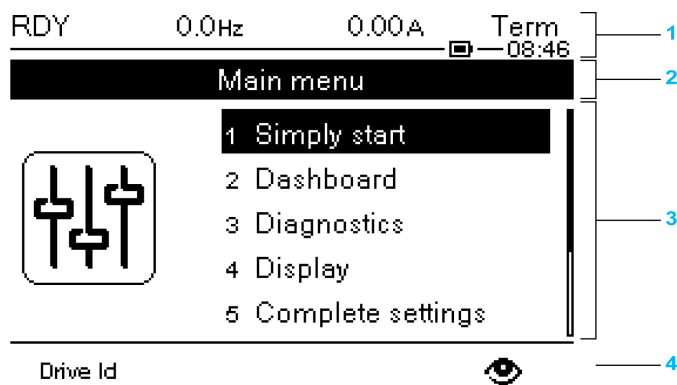 RDY 0.0Hz 0.00A Term
08:46
1
Main menu
2
1 Simply start
2 Dashboard
3 Diagnostics
4 Display
5 Complete settings
3
Drive Id
4